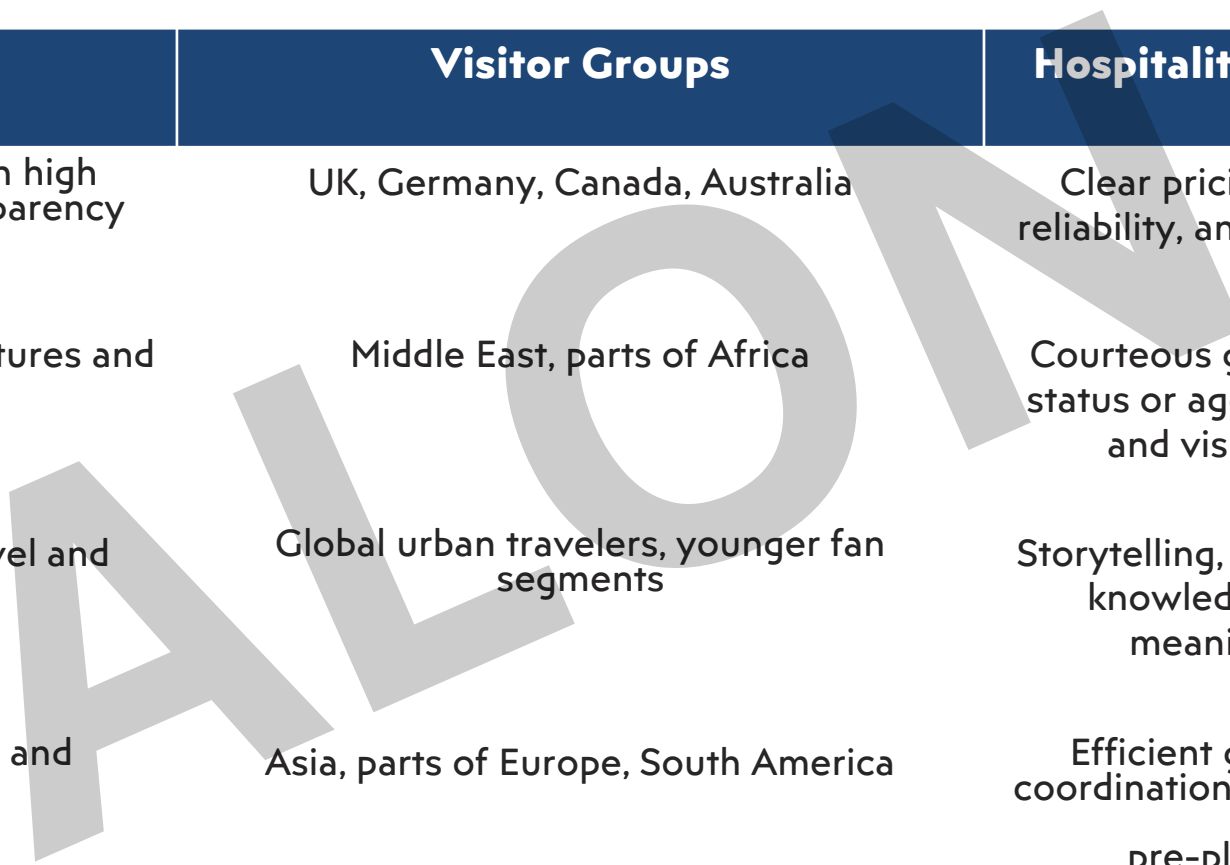 Visitor Groups
Hospitalit
n high
parency
UK, Germany, Canada, Australia
Clear prici
reliability, an
tures and
Middle East, parts of Africa
Courteous g
status or ag
and vis
vel and
Global urban travelers, younger fan
segments
Storytelling,
knowled
meani
and
Asia, parts of Europe, South America
Efficient g
coordination
pre-pl
ALON